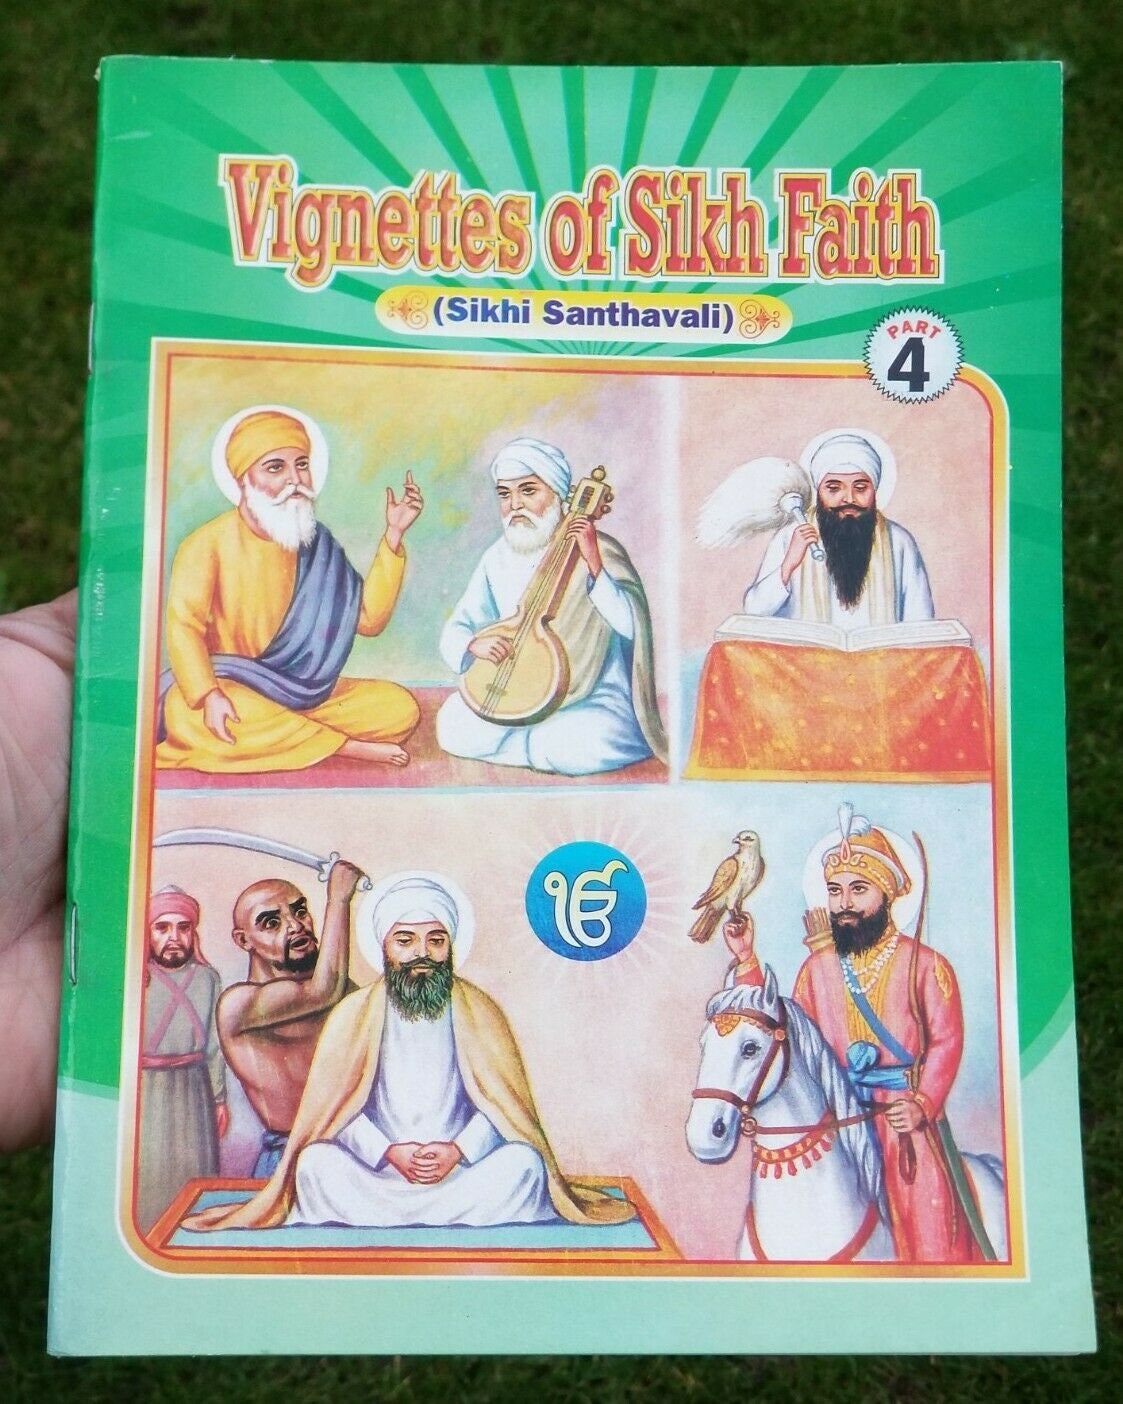 Vignettes of Sikh Faith
(Sikhi Santhavali)
PART
4
ੴ